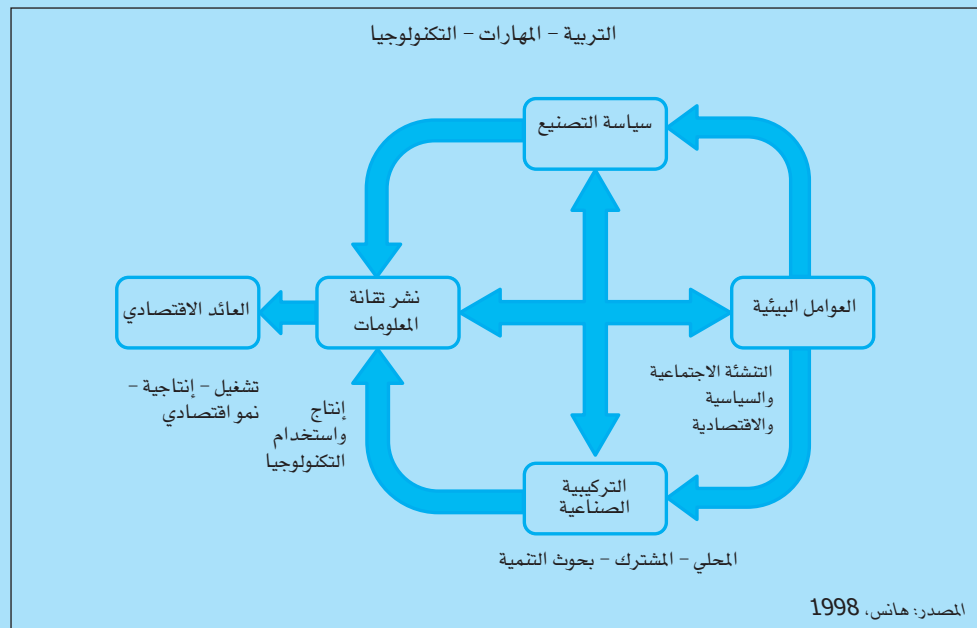 التربية – المهارات – التكنولوجيا
سياسة التصنيع
العوامل البيئية
نشر تقانة
المعلومات
العائد الاقتصادي
التنشئة الاجتماعية
والسياسية
والاقتصادية
إنتاج
واستخدام
التكنولوجيا
تشغيل – إنتاجية –
نمو اقتصادي
التركيبية
الصناعية
المحلي – المشترك – بحوث التنمية
المصدر: هانس، 1998